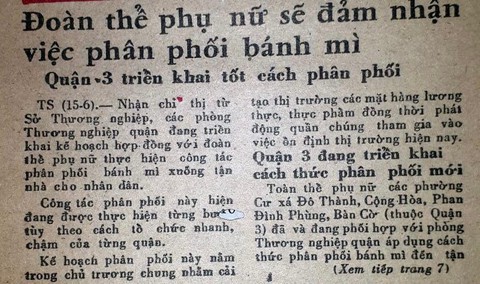 Đoàn thể phụ nữ sẽ đảm nhận
việc phân phối bánh mì
Quận 3 triển khai tốt cách phân phối
TS (15-6).— Nhận chỉ thị từ
Sở Thương nghiệp, các phòng
Thương nghiệp quận đang triển
khai kế hoạch hợp đồng với đoàn
thể phụ nữ thực hiện công tác
phân phối bánh mì xuống tận
nhà cho nhân dân.
Công tác phân phối này hiện
đang được thực hiện từng bước
tùy theo cách tổ chức nhanh,
chậm của từng quận.
Kế hoạch phân phối này nằm
trong chủ trương chung nhằm cải
tạo thị trường các mặt hàng lương
thực, thực phẩm đồng thời phát
động quần chúng tham gia vào
việc ổn định thị trường hiện nay.
Quận 3 đang triển khai
cách thức phân phối mới
Toàn thể phụ nữ các phường
Cư xá Đô Thành, Cộng Hòa, Phan
Đình Phùng, Bàn Cờ (thuộc Quận
3) đã và đang phối hợp với phòng
Thương nghiệp quận áp dụng cách
thức phân phối bánh mì đến tận
(Xem tiếp trang 7)